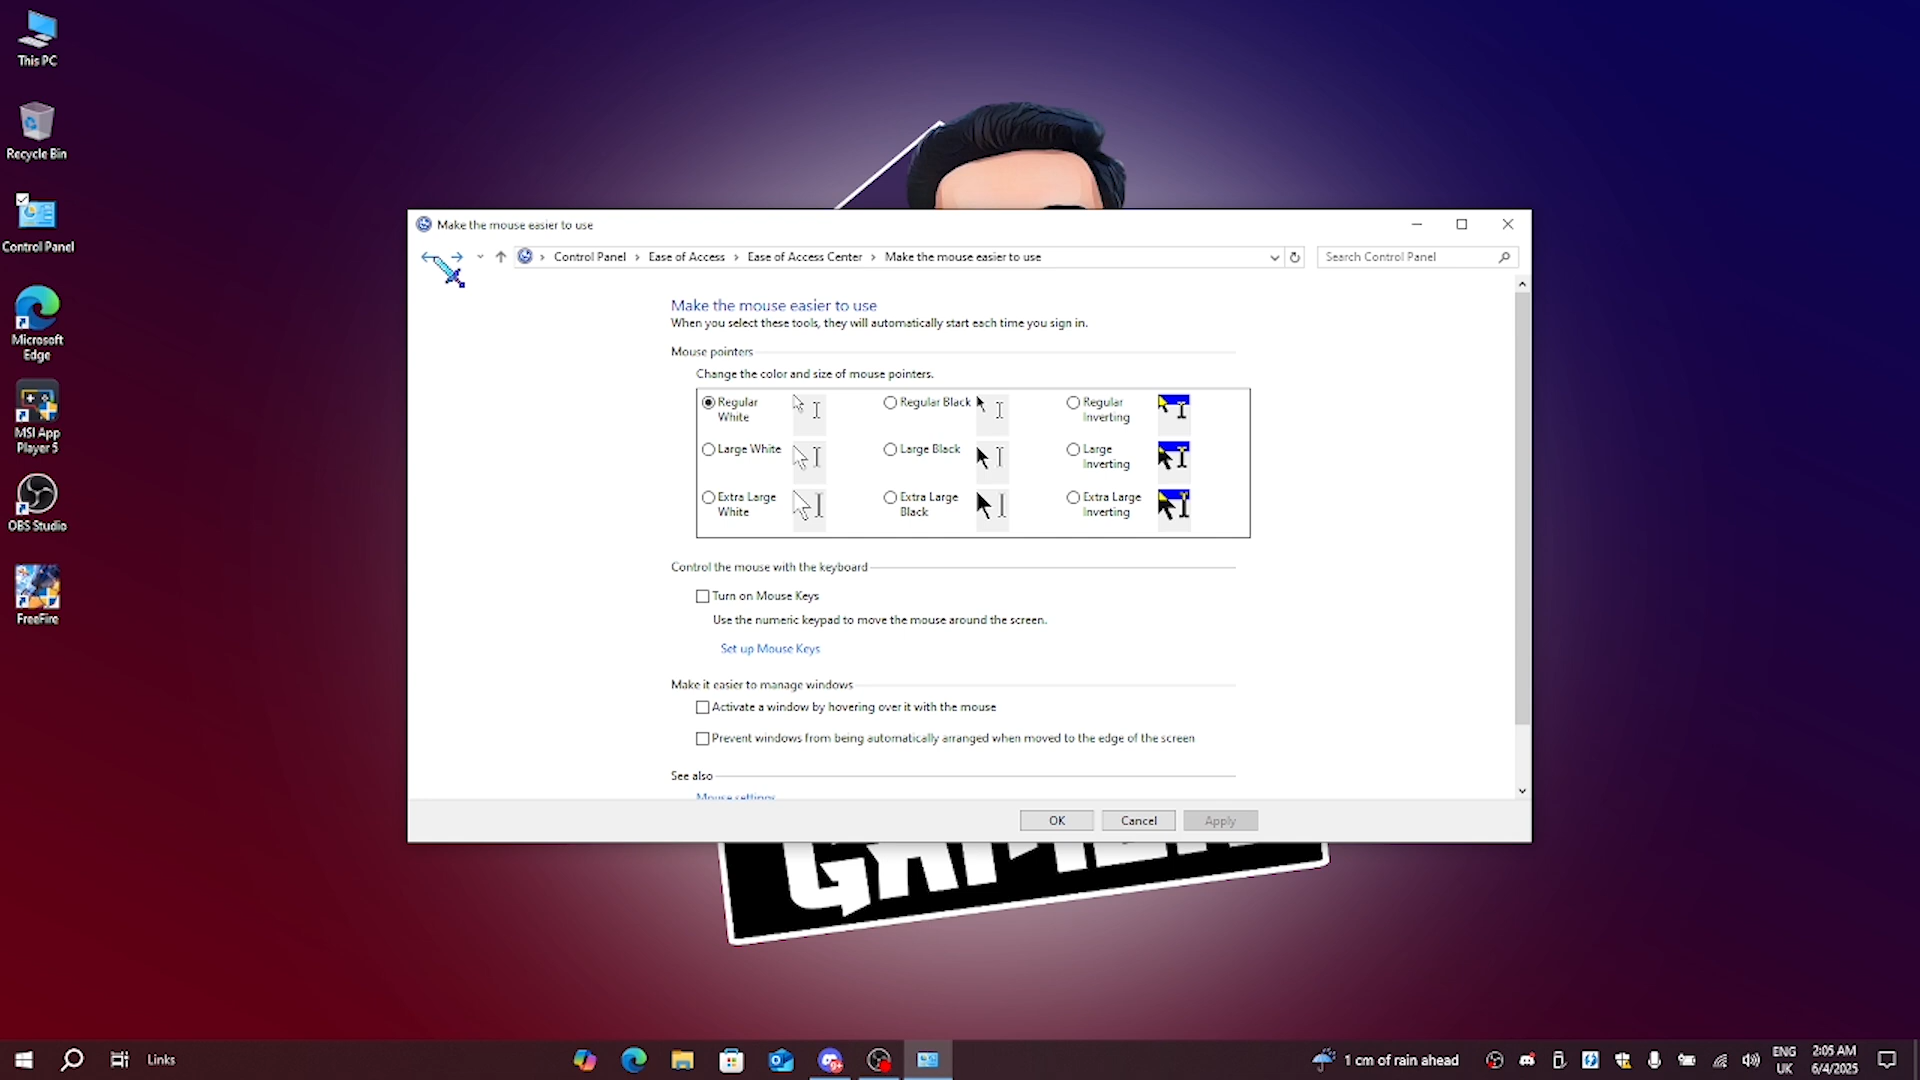 This PC
Recycle Bin
Control Panel
Microsoft
Edge
MSI App
Player 5
OBS Studio
FreeFire
Make the mouse easier to use
Control Panel
Ease of Access
Ease of Access Center
Make the mouse easier to use
Search Control Panel
Make the mouse easier to use
When you select these tools, they will automatically start each time you sign in.
Mouse pointers
Change the color and size of mouse pointers.
Regular
White
Regular Black
Regular
Inverting
Large White
Large Black
Large
Inverting
Extra Large
White
Extra Large
Black
Extra Large
Inverting
Control the mouse with the keyboard
Turn on Mouse Keys
Use the numeric keypad to move the mouse around the screen.
Set up Mouse Keys
Make it easier to manage windows
Activate a window by hovering over it with the mouse
Prevent windows from being automatically arranged when moved to the edge of the screen
See also
Mouse settings
OK
Cancel
Apply
Links
9+
1 cm of rain ahead
ENG
UK
2:05 AM
6/4/2025